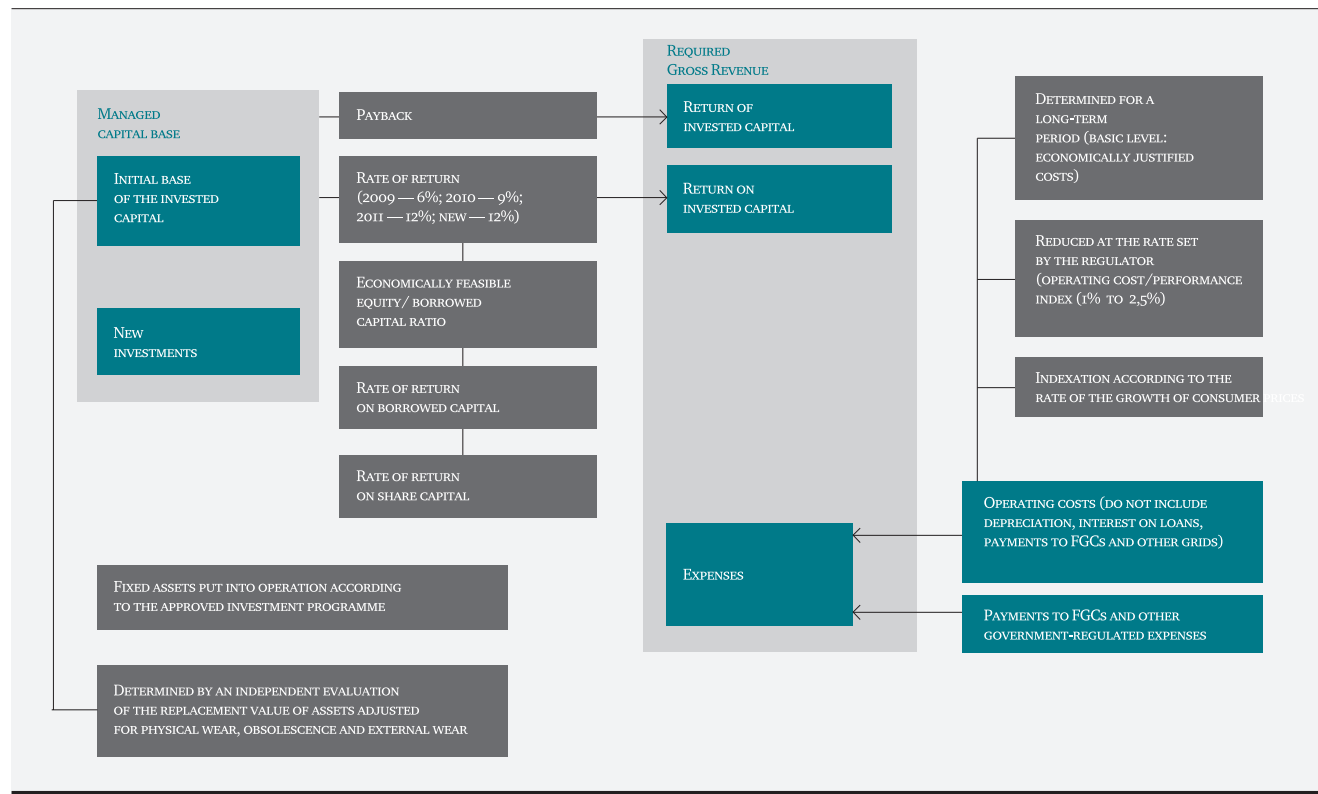 Managed
capital base
Initial base
of the invested
capital
New
investments
Payback
Rate of return
(2009 — 6%; 2010 — 9%;
2011 — 12%; new — 12%)
Economically feasible
equity/ borrowed
capital ratio
Rate of return
on borrowed capital
Rate of return
on share capital
Fixed assets put into operation according
to the approved investment programme
Determined by an independent evaluation
of the replacement value of assets adjusted
for physical wear, obsolescence and external wear
Required
Gross Revenue
Return of
invested capital
Return on
invested capital
Expenses
Determined for a
long-term
period (basic level:
economically justified
costs)
Reduced at the rate set
by the regulator
(operating cost/performance
index (1% to 2,5%)
Indexation according to the
rate of the growth of consumer prices
Operating costs (do not include
depreciation, interest on loans,
payments to FGCs and other grids)
Payments to FGCs and other
government-regulated expenses